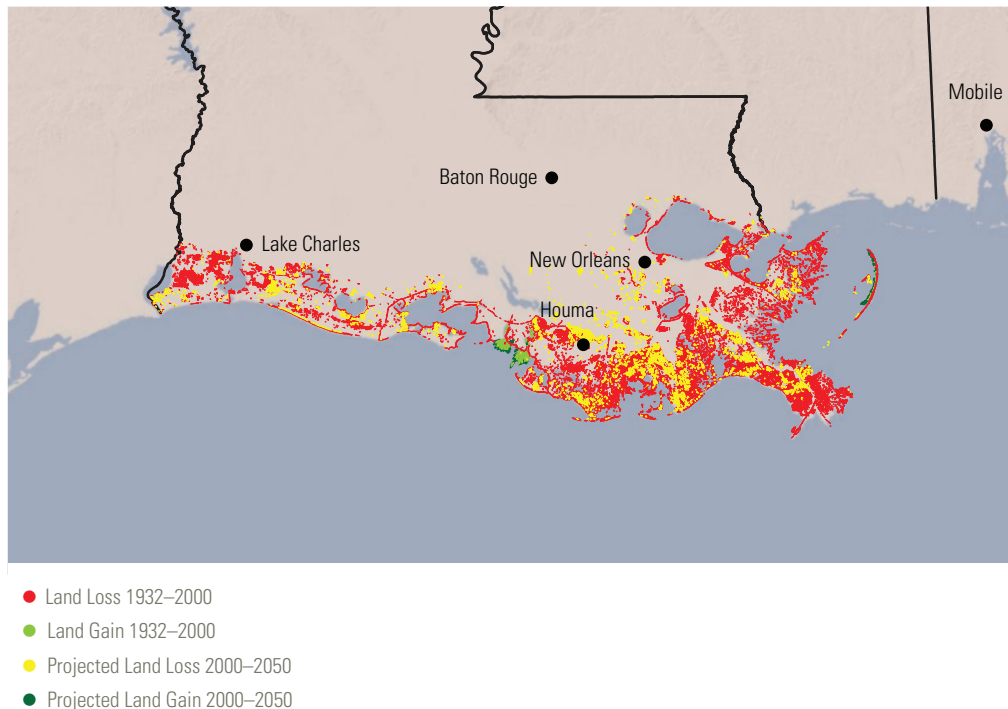 Mobile
Baton Rouge
Lake Charles
New Orleans
Houma
Land Loss 1932–2000
Land Gain 1932–2000
Projected Land Loss 2000–2050
Projected Land Gain 2000–2050